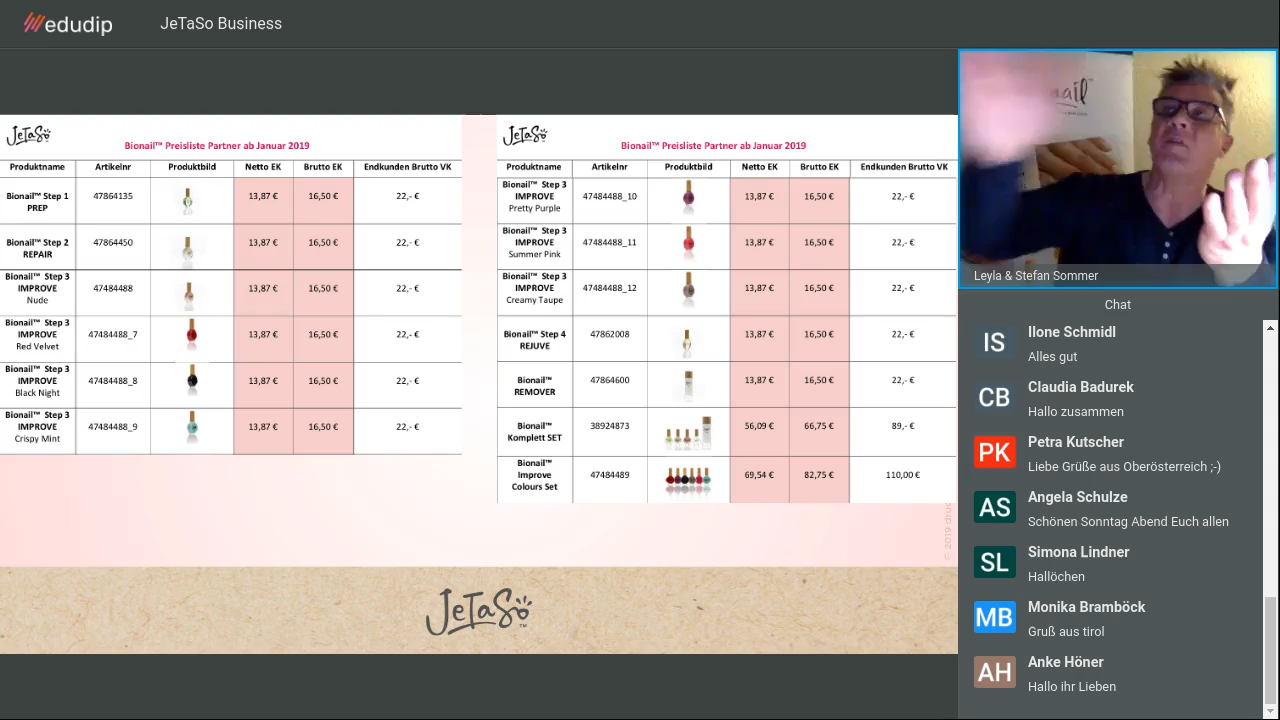 edudip
JeTaSo Business
JeTaSo
Bionail™ Preisliste Partner ab Januar 2019
Produktname Artikelnr Produktbild Netto EK Brutto EK Endkunden Brutto VK
Bionail™ Step 1
PREP
47864135 13,87 € 16,50 € 22,- €
Bionail™ Step 2
REPAIR
47864450 13,87 € 16,50 € 22,- €
Bionail™ Step 3
IMPROVE
Nude
47484488 13,87 € 16,50 € 22,- €
Bionail™ Step 3
IMPROVE
Red Velvet
47484488_7 13,87 € 16,50 € 22,- €
Bionail™ Step 3
IMPROVE
Black Night
47484488_8 13,87 € 16,50 € 22,- €
Bionail™ Step 3
IMPROVE
Crispy Mint
47484488_9 13,87 € 16,50 € 22,- €
JeTaSo
Bionail™ Preisliste Partner ab Januar 2019
Produktname Artikelnr Produktbild Netto EK Brutto EK Endkunden Brutto VK
Bionail™ Step 3
IMPROVE
Pretty Purple
47484488_10 13,87 € 16,50 € 22,- €
Bionail™ Step 3
IMPROVE
Summer Pink
47484488_11 13,87 € 16,50 € 22,- €
Bionail™ Step 3
IMPROVE
Creamy Taupe
47484488_12 13,87 € 16,50 € 22,- €
Bionail™ Step 4
REJUVE
47862008 13,87 € 16,50 € 22,- €
Bionail™
REMOVER
47864600 13,87 € 16,50 € 22,- €
Bionail™
Komplett SET
38924873 56,09 € 66,75 € 89,- €
Bionail™
Improve
Colours Set
47484489 69,54 € 82,75 € 110,00 €
© 2019
JeTaSo™
Leyla & Stefan Sommer
Chat
IS
Ilone Schmidl
Alles gut
CB
Claudia Badurek
Hallo zusammen
PK
Petra Kutscher
Liebe Grüße aus Oberösterreich ;-)
AS
Angela Schulze
Schönen Sonntag Abend Euch allen
SL
Simona Lindner
Hallöchen
MB
Monika Bramböck
Gruß aus tirol
AH
Anke Höner
Hallo ihr Lieben